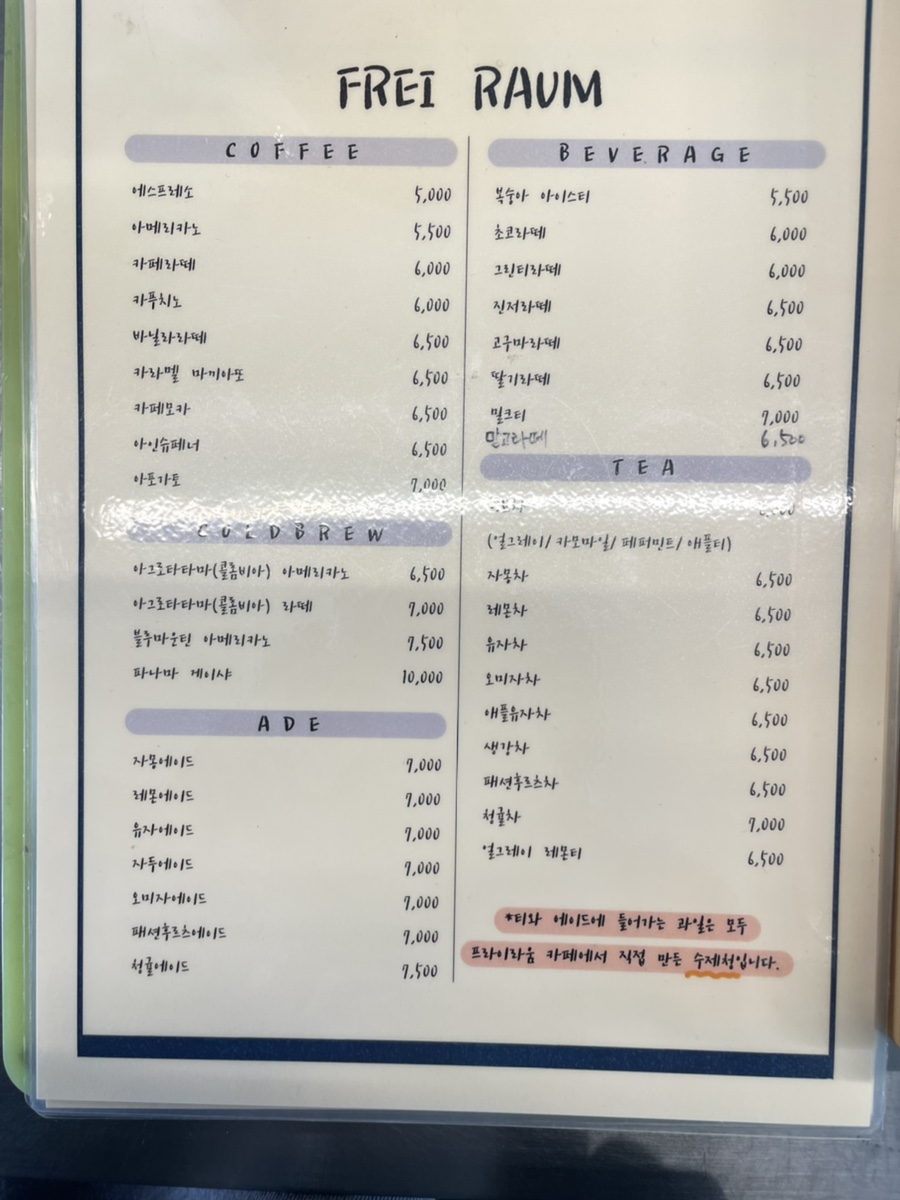 FREI RAUM
COFFEE
에스프레소 5,000
아메리카노 5,500
카페라떼 6,000
카푸치노 6,000
바닐라라떼 6,500
카라멜 마끼아또 6,500
카페모카 6,500
아인슈페너 6,500
아포가토 7,000
COLDBREW
아그로타타마(콜롬비아) 아메리카노 6,500
아그로타타마(콜롬비아) 라떼 7,000
블루마운틴 아메리카노 7,500
파나마 게이샤 10,000
ADE
자몽에이드 7,000
레몬에이드 7,000
유자에이드 7,000
자두에이드 7,000
오미자에이드 7,000
패션후르츠에이드 7,000
청귤에이드 7,500
BEVERAGE
복숭아 아이스티 5,500
초코라떼 6,000
그린티라떼 6,000
진저라떼 6,500
고구마라떼 6,500
딸기라떼 6,500
밀크티 7,000
6,500
TEA
(얼그레이/ 카모마일/ 페퍼민트/ 애플티)
자몽차 6,500
레몬차 6,500
유자차 6,500
오미자차 6,500
애플유자차 6,500
생강차 6,500
패션후르츠차 6,500
청귤차 7,000
얼그레이 레몬티 6,500
*티와 에이드에 들어가는 과일은 모두
프라이라움 카페에서 직접 만든 수제청입니다.